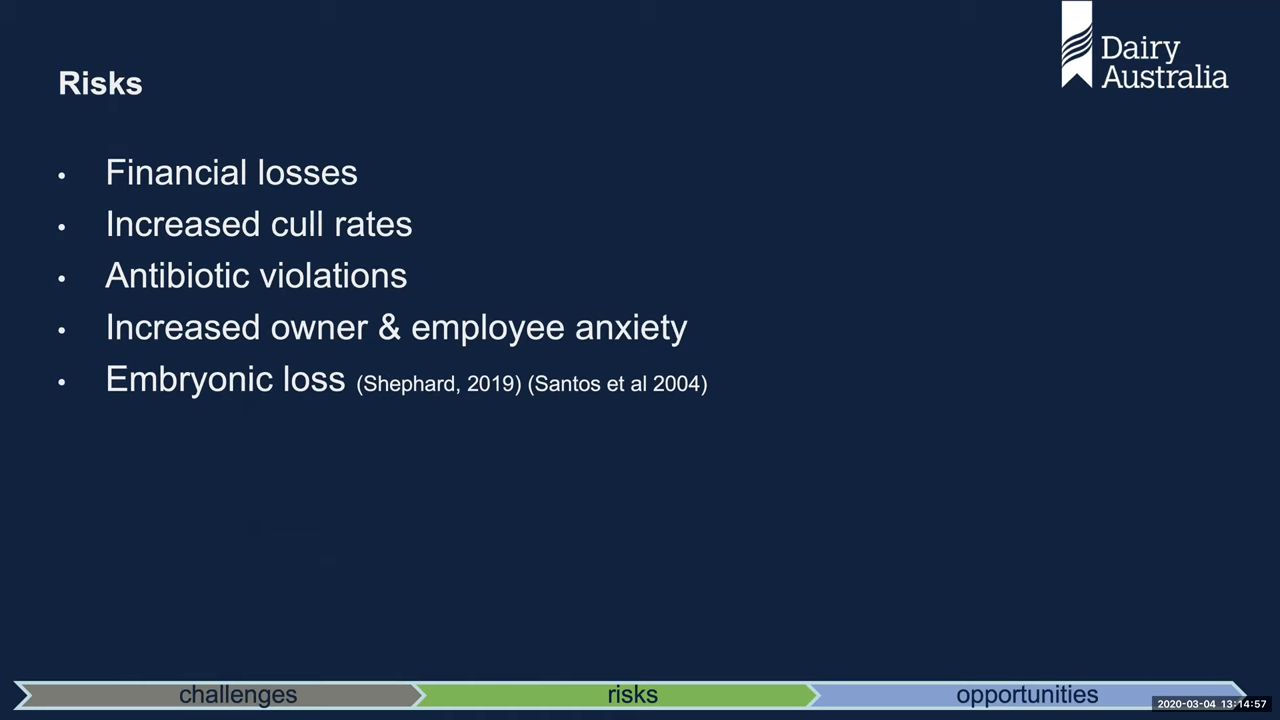 Dairy
Australia
Risks
• Financial losses
• Increased cull rates
• Antibiotic violations
• Increased owner & employee anxiety
• Embryonic loss (Shephard, 2019) (Santos et al 2004)
challenges
risks
opportunities
2020-03-04 13:14:57